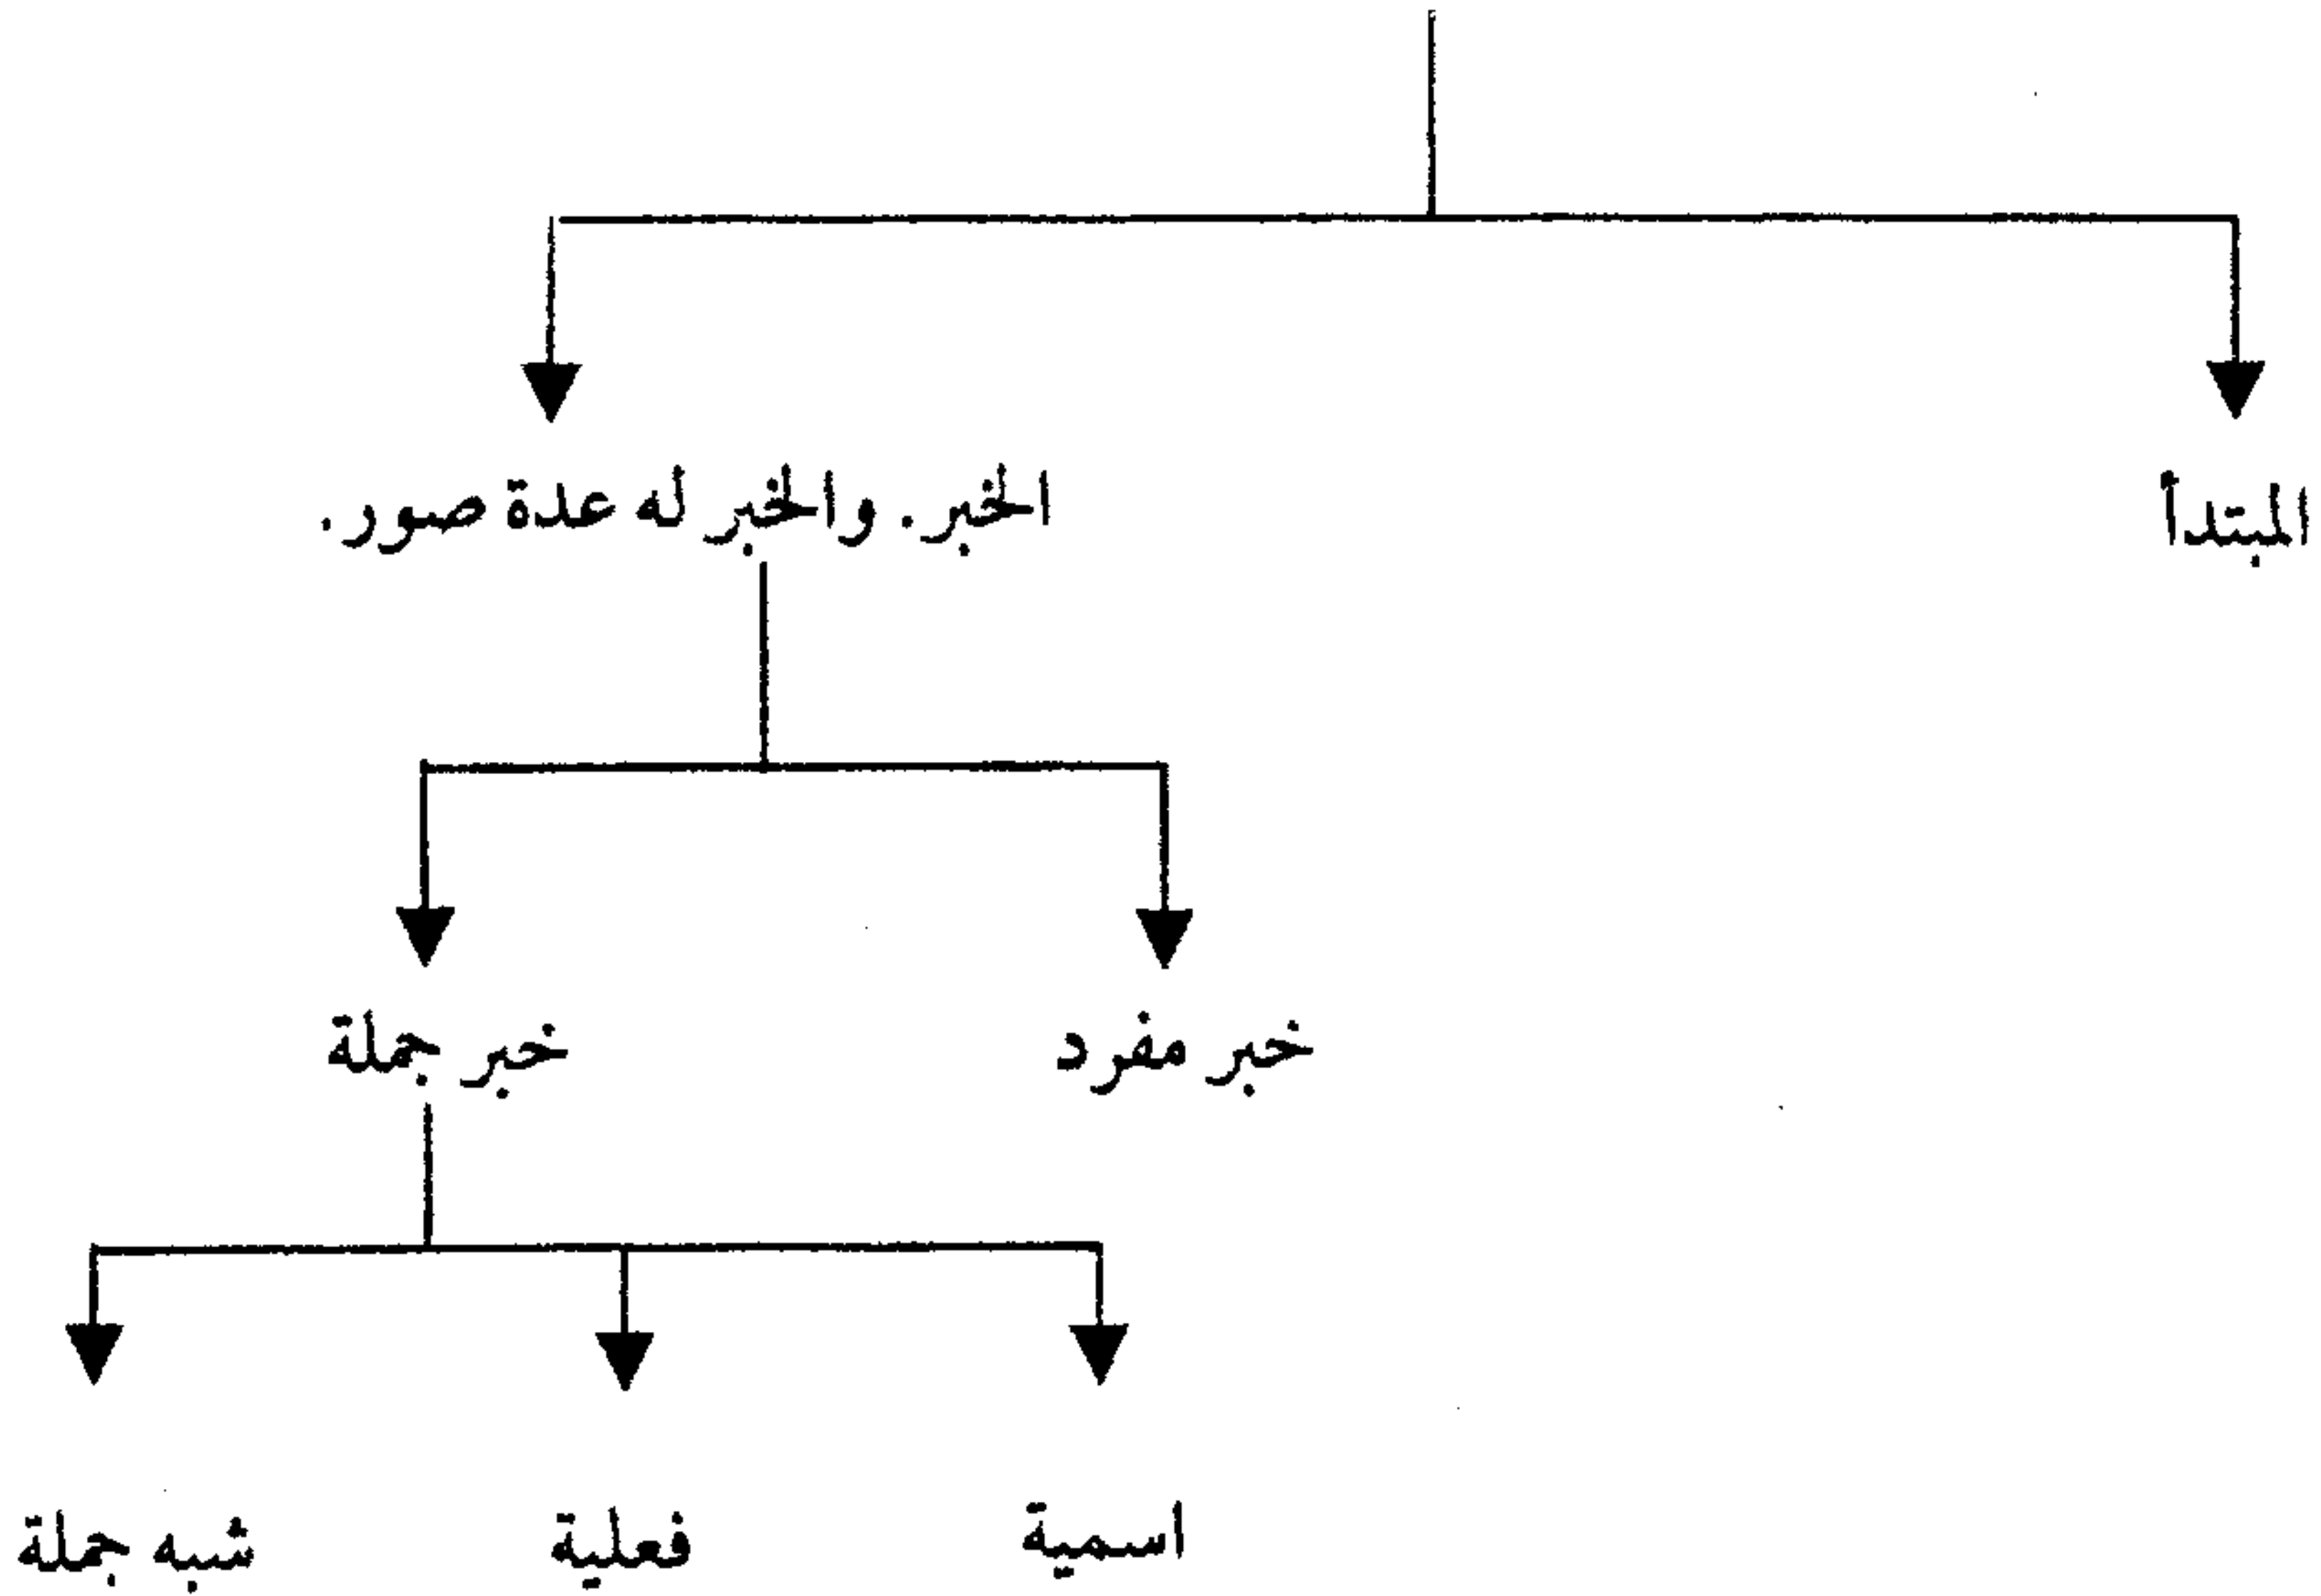 المبتدأ
الخبر. والخبر له عدة صور.
خبر مفرد
خبر جملة
اسمية
فعلية
شبه جملة